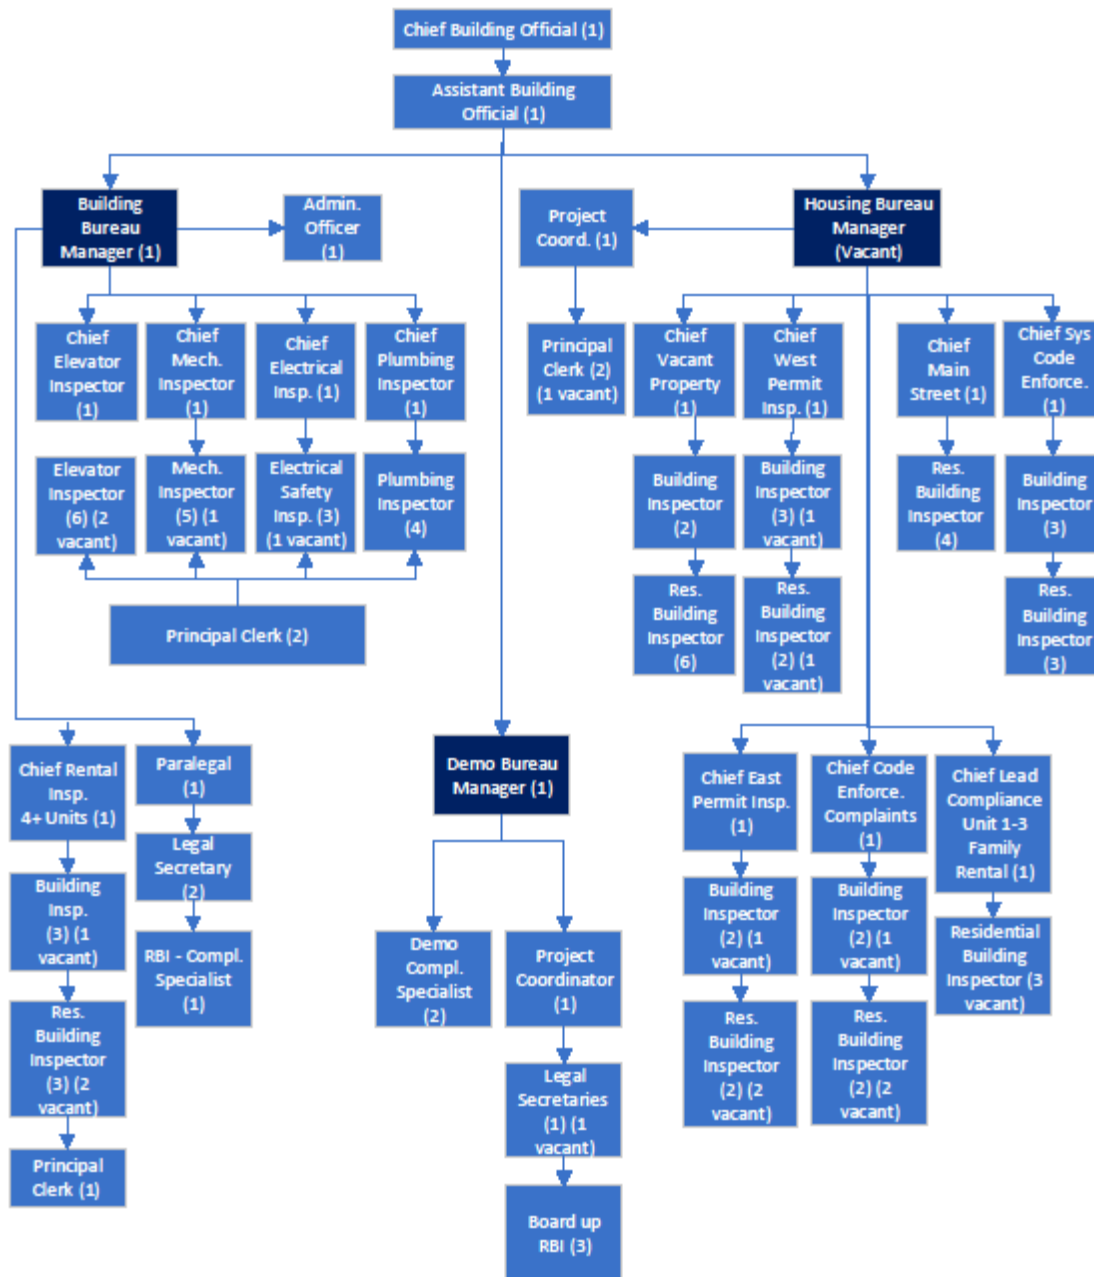 Chief Building Official (1)
Assistant Building
Official (1)
Building
Bureau
Manager (1)
Admin.
Officer
(1)
Project
Coord. (1)
Housing Bureau
Manager
(Vacant)
Chief
Elevator
Inspector
(1)
Chief
Mech.
Inspector
(1)
Chief
Electrical
Insp. (1)
Chief
Plumbing
Inspector
(1)
Principal
Clerk (2)
(1 vacant)
Chief
Vacant
Property
(1)
Chief
West
Permit
Insp. (1)
Chief
Main
Street (1)
Chief Sys
Code
Enforce.
(1)
Elevator
Inspector
(6) (2
vacant)
Mech.
Inspector
(5) (1
vacant)
Electrical
Safety
Insp. (3)
(1 vacant)
Plumbing
Inspector
(4)
Building
Inspector
(2)
Building
Inspector
(3) (1
vacant)
Res.
Building
Inspector
(4)
Building
Inspector
(3)
Principal Clerk (2)
Res.
Building
Inspector
(6)
Res.
Building
Inspector
(2) (1
vacant)
Res.
Building
Inspector
(3)
Chief Rental
Insp.
4+ Units (1)
Paralegal
(1)
Legal
Secretary
(2)
RBI - Compl.
Specialist
(1)
Building
Insp.
(3) (1
vacant)
Res.
Building
Inspector
(3) (2
vacant)
Principal
Clerk (1)
Demo Bureau
Manager (1)
Demo
Compl.
Specialist
(2)
Project
Coordinator
(1)
Legal
Secretaries
(1) (1
vacant)
Board up
RBI (3)
Chief East
Permit Insp.
(1)
Building
Inspector
(2) (1
vacant)
Res.
Building
Inspector
(2) (2
vacant)
Chief Code
Enforce.
Complaints
(1)
Building
Inspector
(2) (1
vacant)
Res.
Building
Inspector
(2) (2
vacant)
Chief Lead
Compliance
Unit 1-3
Family
Rental (1)
Residential
Building
Inspector (3
vacant)